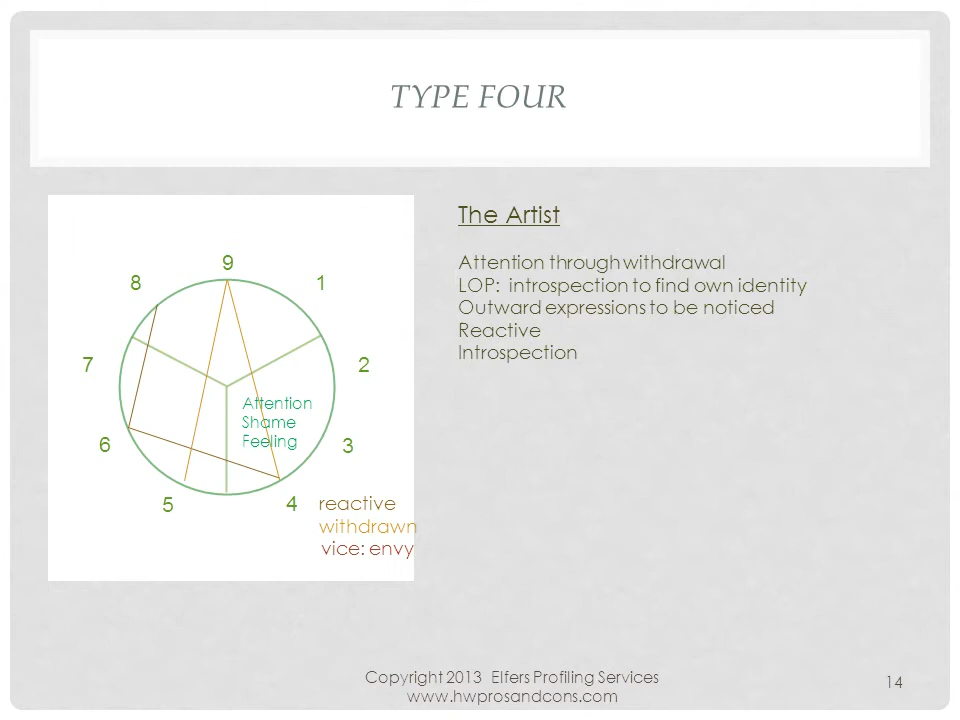 TYPE FOUR
9
8
1
7
2
Attention
Shame
Feeling
6
3
5
4
reactive
withdrawn
vice: envy
The Artist
Attention through withdrawal
LOP: introspection to find own identity
Outward expressions to be noticed
Reactive
Introspection
Copyright 2013 Elfers Profiling Services
www.hwprosandcons.com
14